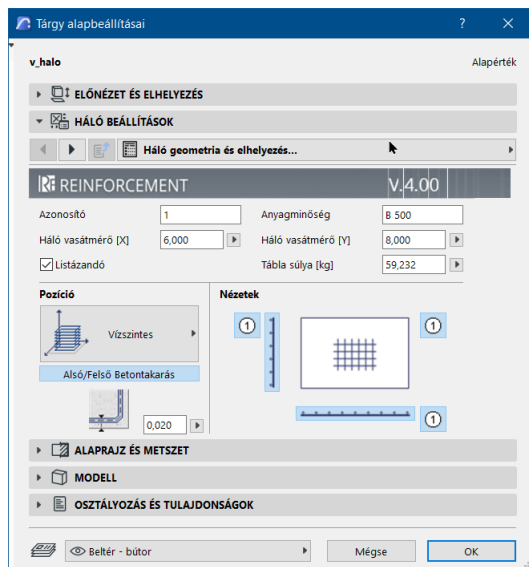 Tárgy alapbeállításai
v_halo Alapérték
ELŐNÉZET ÉS ELHELYEZÉS
HÁLÓ BEÁLLÍTÁSOK
Háló geometria és elhelyezés...
REINFORCEMENT V.4.00
Azonosító 1 Anyagminőség B 500
Háló vasátmérő [X] 6,000 Háló vasátmérő [Y] 8,000
Listázandó Tábla súlya [kg] 59,232
Pozíció Nézetek
Vízszintes
1 1
Alsó/Felső Betontakarás
0,020
1
ALAPRAJZ ÉS METSZET
MODELL
OSZTÁLYOZÁS ÉS TULAJDONSÁGOK
Beltér - bútor Mégse OK